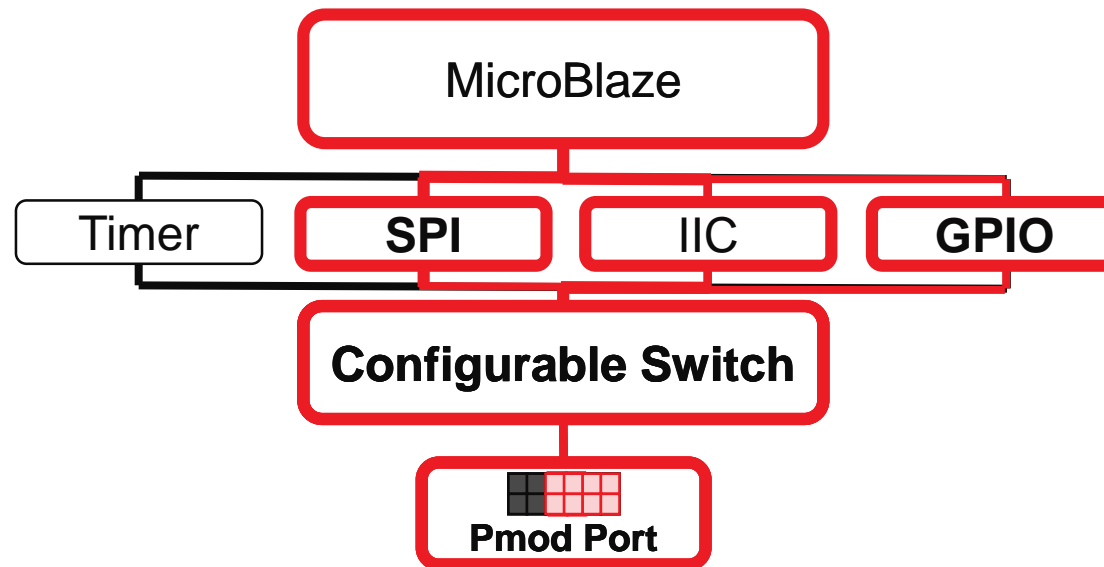 MicroBlaze
Timer
SPI
IIC
GPIO
Configurable Switch
Pmod Port